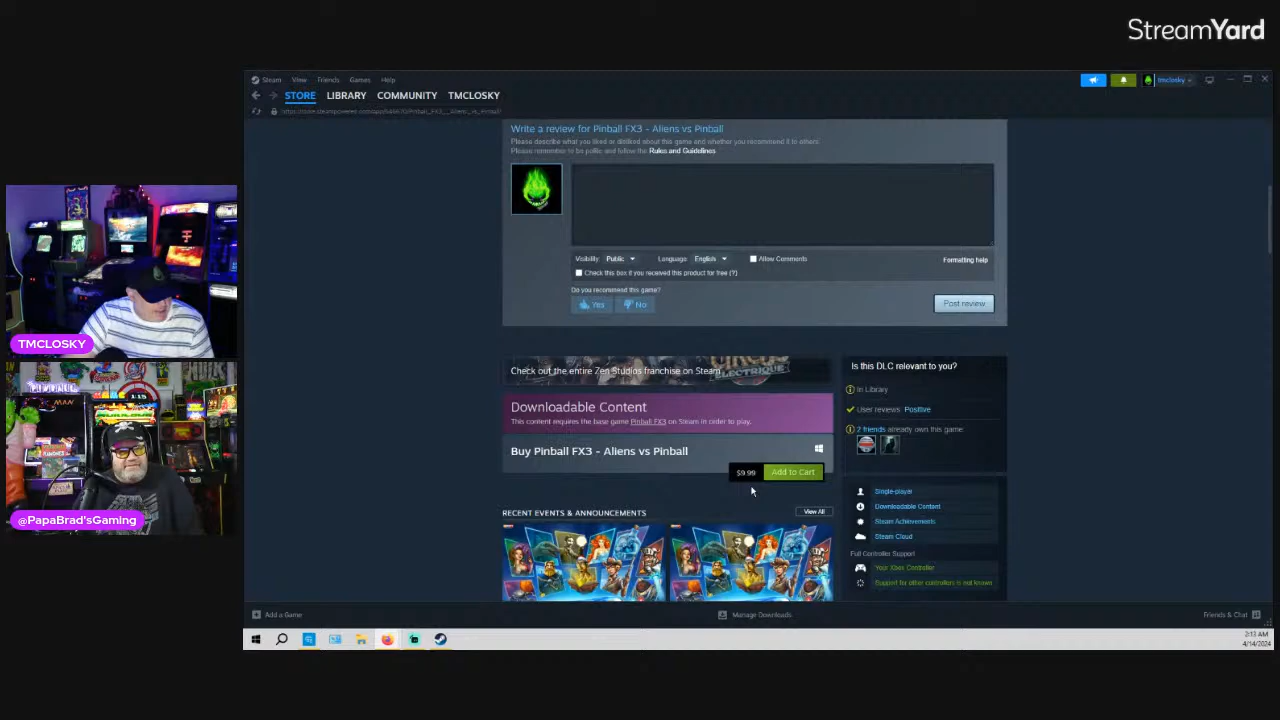 StreamYard
Steam View Friends Games Help
tmclosky
STORE LIBRARY COMMUNITY TMCLOSKY
Write a review for Pinball FX3 - Aliens vs Pinball
Please describe what you liked or disliked about this game and whether you recommend it to others.
Please remember to be polite and follow the Rules and Guidelines.
Visibility: Public Language: English Allow Comments Formatting help
Check this box if you received this product for free (?)
Do you recommend this game?
Yes No Post review
TMCLOSKY
Check out the entire Zen Studios franchise on Steam
Is this DLC relevant to you?
In Library
Downloadable Content
This content requires the base game Pinball FX3 on Steam in order to play.
User reviews: Positive
2 friends already own this game:
Buy Pinball FX3 - Aliens vs Pinball
$9.99 Add to Cart
Single-player
Downloadable Content
Steam Achievements
Steam Cloud
RECENT EVENTS & ANNOUNCEMENTS View All
@PapaBrad'sGaming
Full Controller Support
Your Xbox Controller
Support for other controllers is not known
Add a Game Manage Downloads Friends & Chat
2:13 AM
4/14/2024